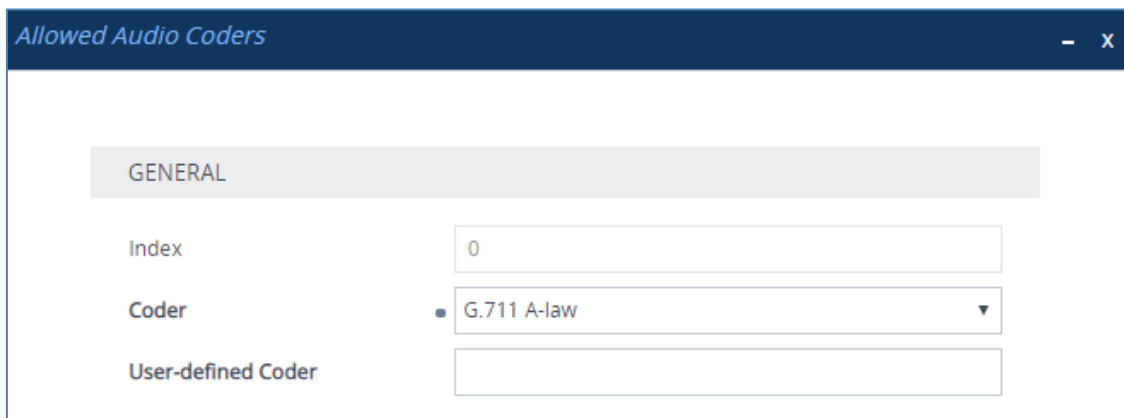 Allowed Audio Coders – x
GENERAL
Index 0
Coder G.711 A-law
User-defined Coder